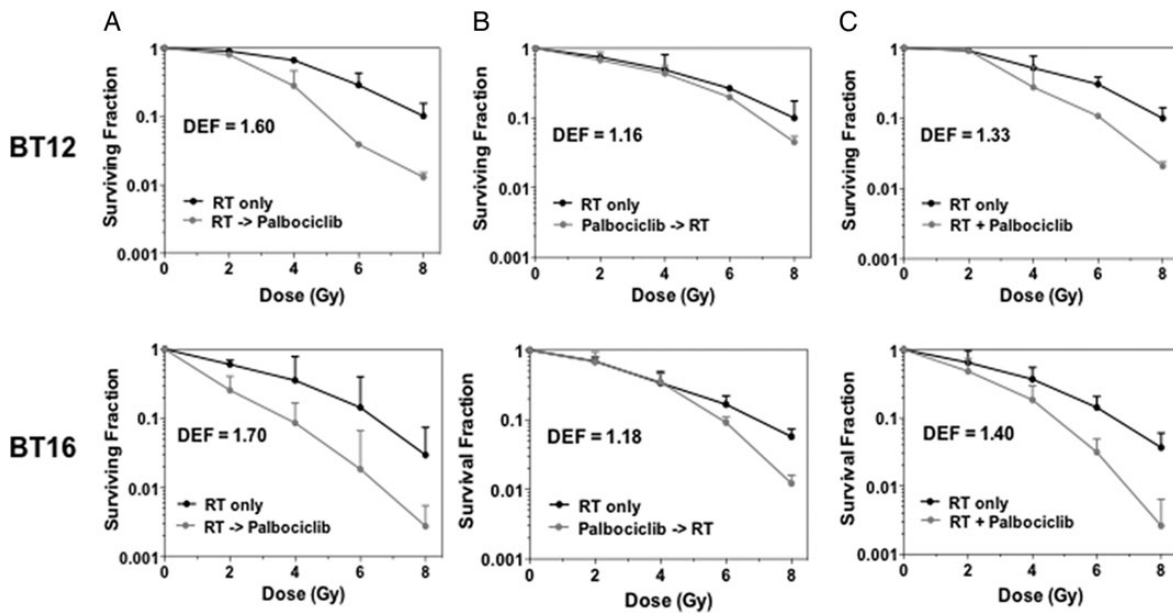 A
B
C
BT12
Surviving Fraction
1
0.1
0.01
0.001
DEF = 1.60
RT only
RT -> Palbociclib
0 2 4 6 8
Dose (Gy)
Surviving Fraction
1
0.1
0.01
0.001
DEF = 1.16
RT only
Palbociclib -> RT
0 2 4 6 8
Dose (Gy)
Surviving Fraction
1
0.1
0.01
0.001
DEF = 1.33
RT only
RT + Palbociclib
0 2 4 6 8
Dose (Gy)
BT16
Surviving Fraction
1
0.1
0.01
0.001
DEF = 1.70
RT only
RT -> Palbociclib
0 2 4 6 8
Dose (Gy)
Survival Fraction
1
0.1
0.01
0.001
DEF = 1.18
RT only
Palbociclib -> RT
0 2 4 6 8
Dose (Gy)
Survival Fraction
1
0.1
0.01
0.001
DEF = 1.40
RT only
RT + Palbociclib
0 2 4 6 8
Dose (Gy)